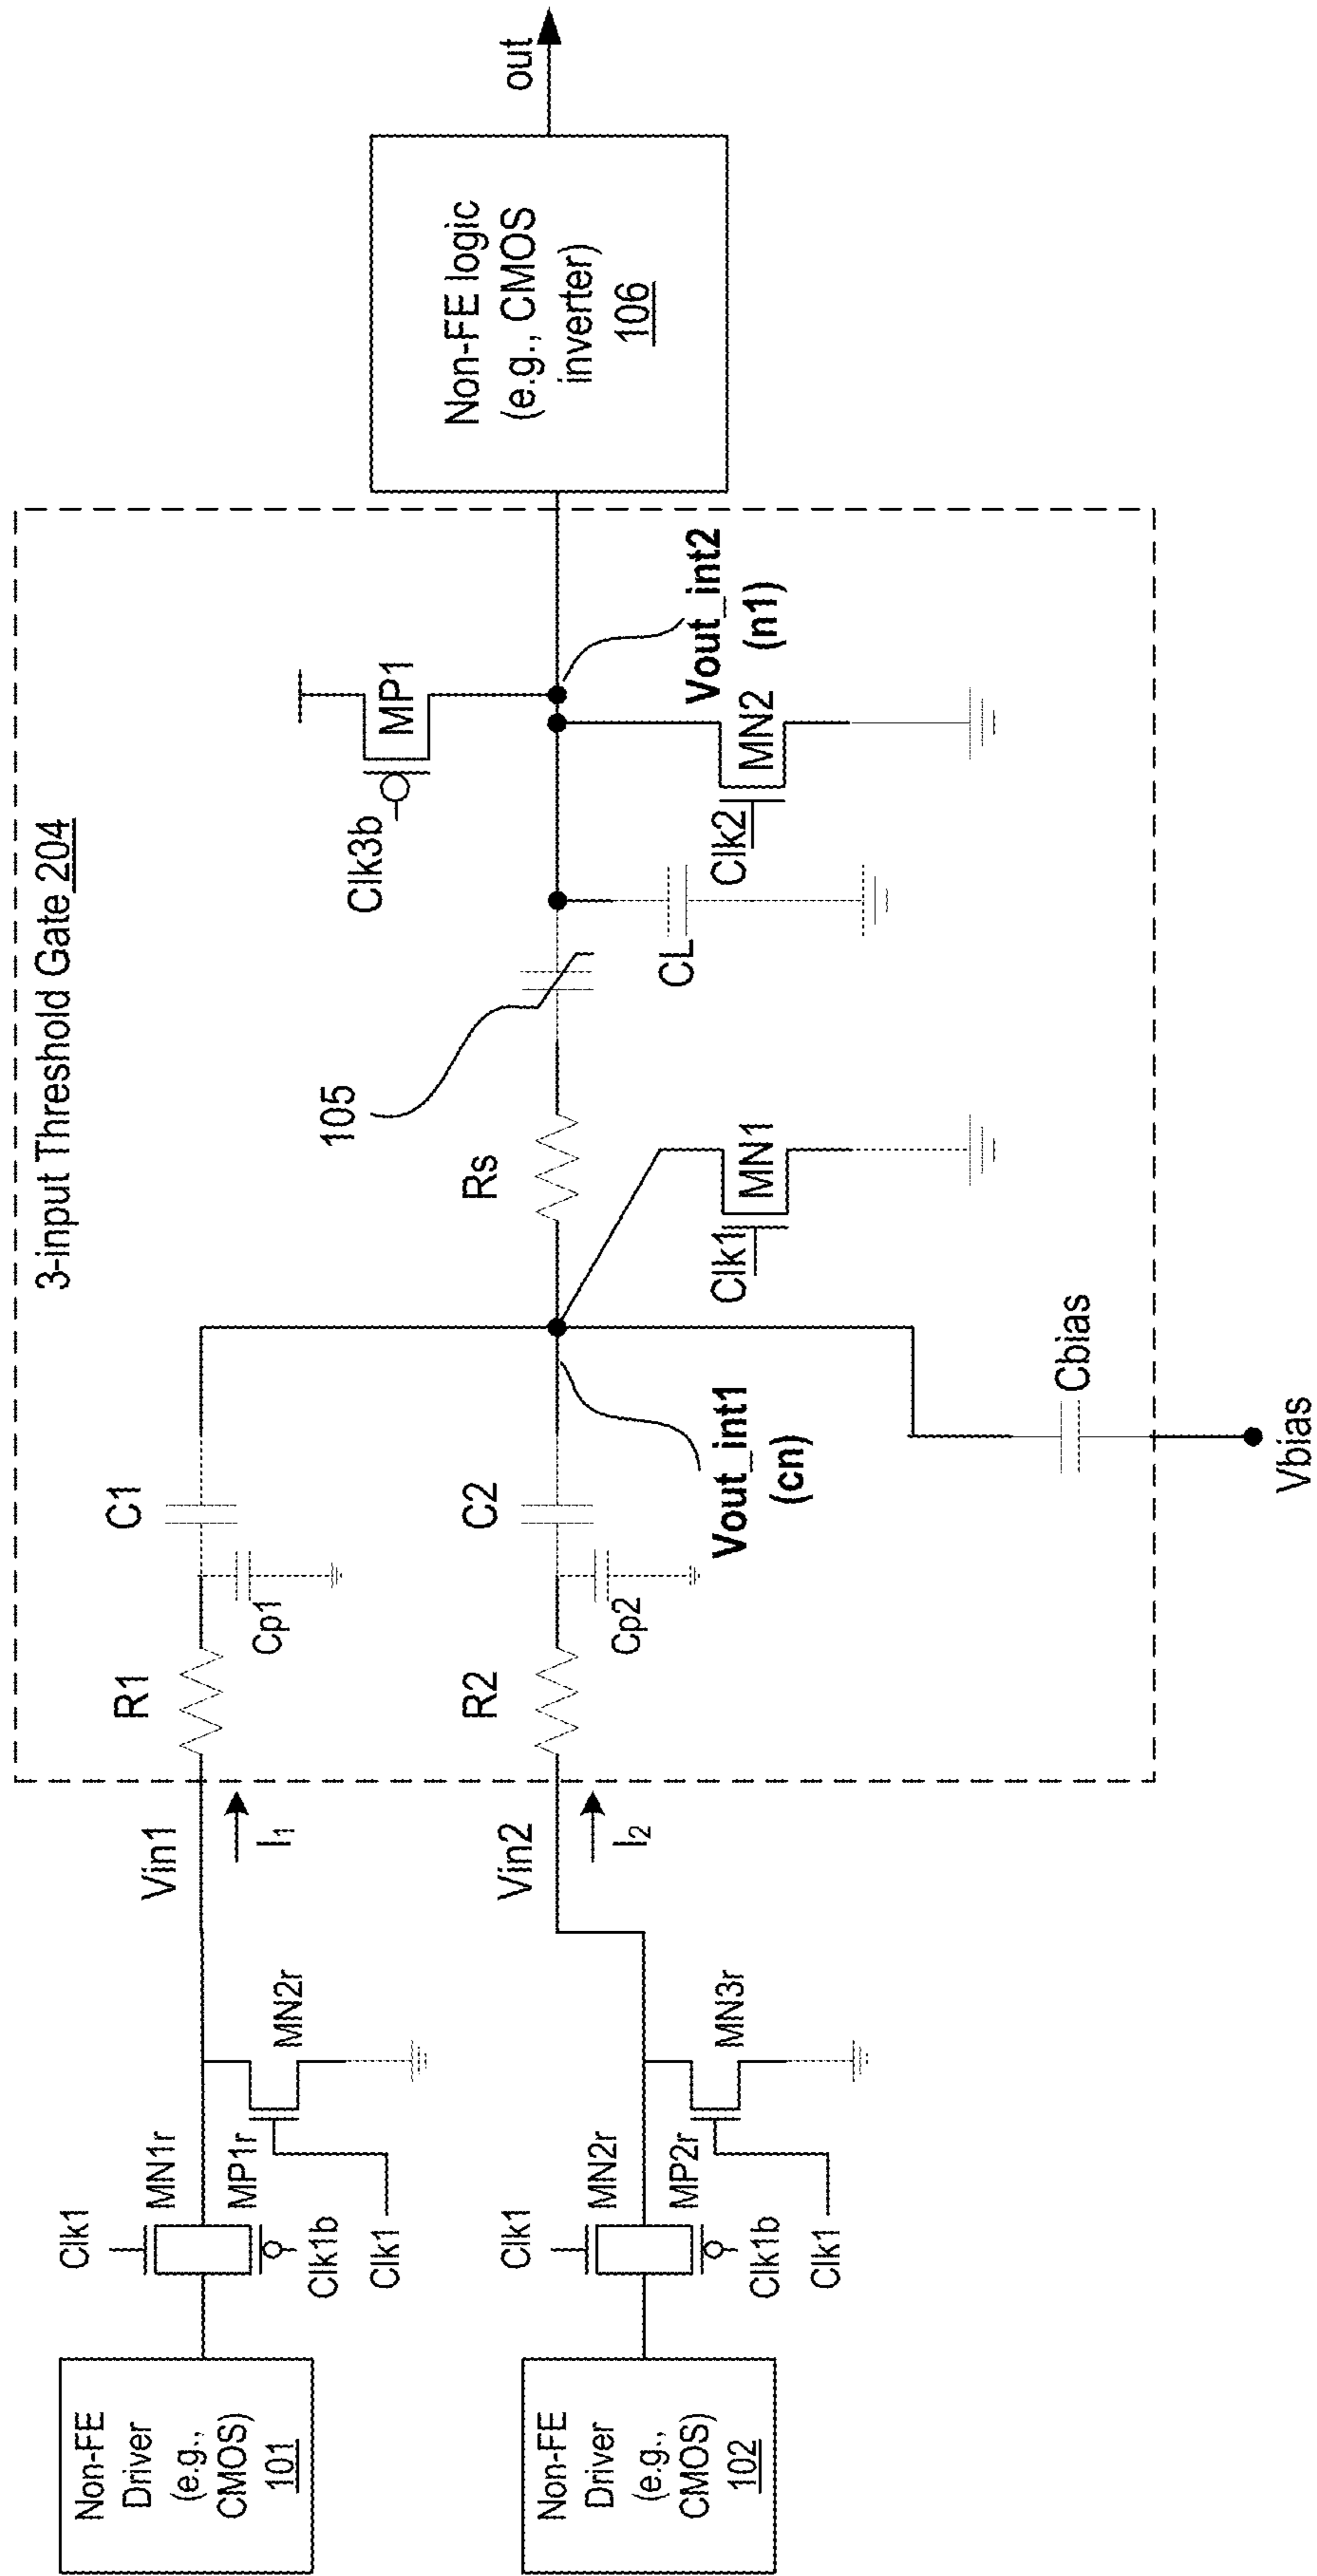 3-input Threshold Gate 204
Non-FE
Driver
(e.g.,
CMOS)
101
Clk1
MN1r
MP1r
Clk1b
Clk1
MN2r
Vin1
I1
R1
Cp1
C1
Non-FE
Driver
(e.g.,
CMOS)
102
Clk1
MN2r
MP2r
Clk1b
Clk1
MN3r
Vin2
I2
R2
Cp2
C2
Vout_int1
(cn)
Vbias
Cbias
Rs
Clk1
MN1
105
CL
Clk3b
MP1
Clk2
MN2
Vout_int2
(n1)
Non-FE logic
(e.g., CMOS
inverter)
106
out